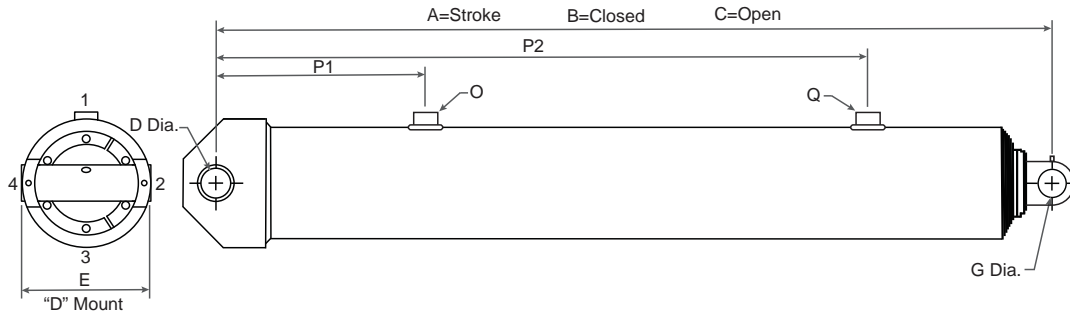 A=Stroke B=Closed C=Open
P2
P1
O
Q
1
D Dia.
4
2
3
E
G Dia.
“D” Mount